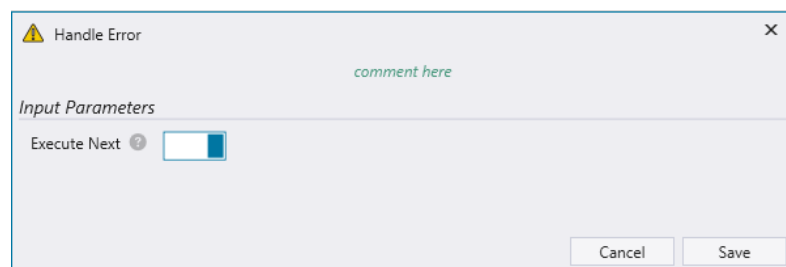 Handle Error
comment here
Input Parameters
Execute Next ?
Cancel Save